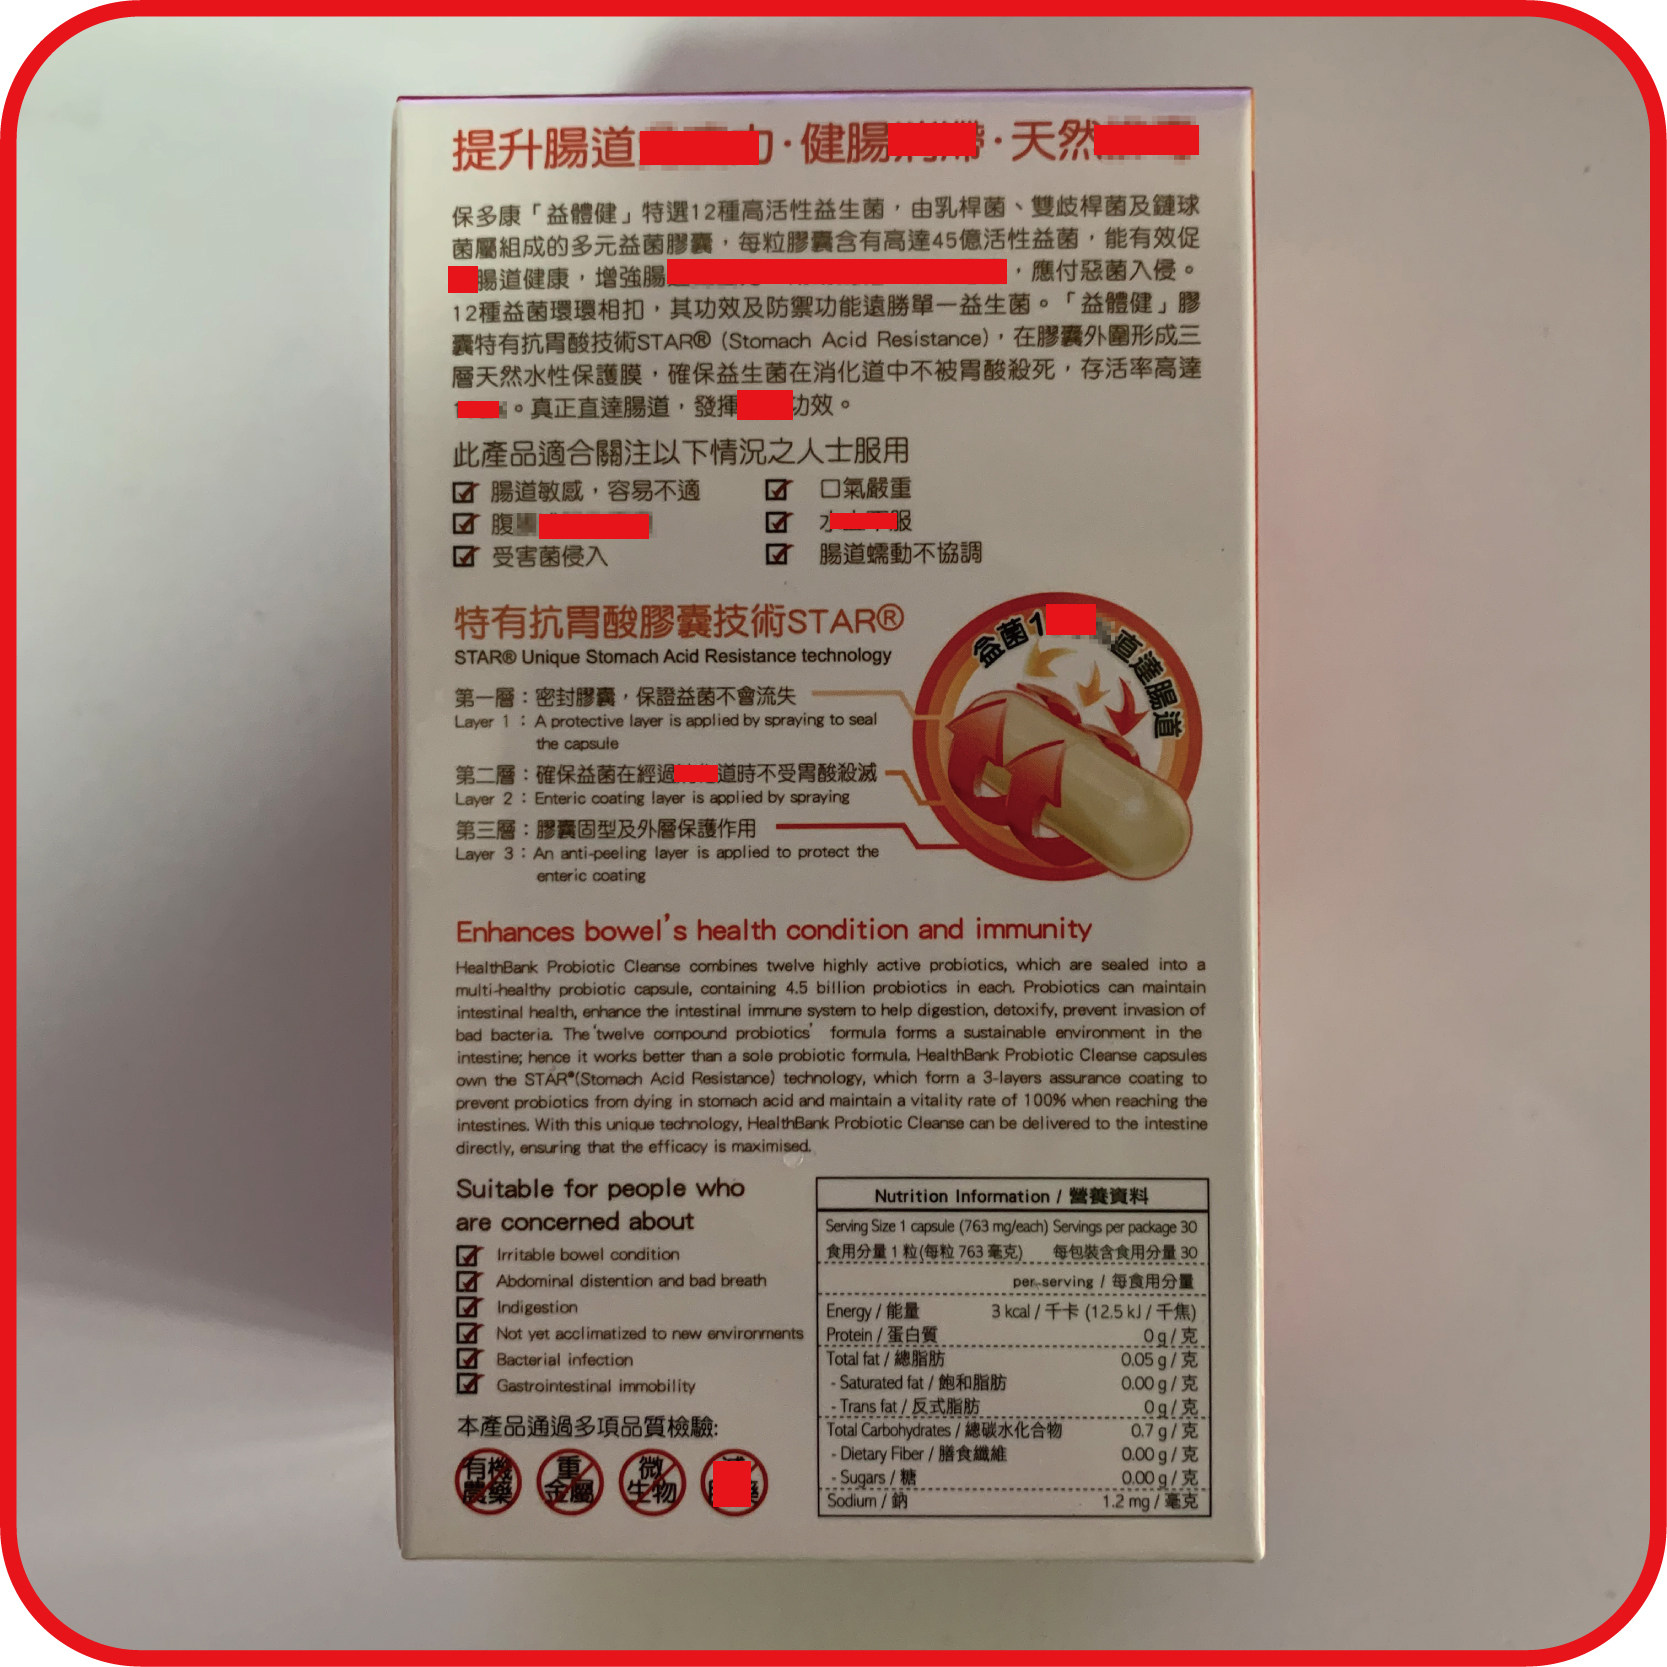 提升腸道 力·健腸 ·天然
保多康「益體健」特選12種高活性益生菌，由乳桿菌、雙歧桿菌及鏈球
菌屬組成的多元益菌膠囊，每粒膠囊含有高達45億活性益菌，能有效促
腸道健康，增強腸 ，應付惡菌入侵。
12種益菌環環相扣，其功效及防禦功能遠勝單一益生菌。「益體健」膠
囊特有抗胃酸技術STAR® (Stomach Acid Resistance)，在膠囊外圍形成三
層天然水性保護膜，確保益生菌在消化道中不被胃酸殺死，存活率高達
。真正直達腸道，發揮 功效。
此產品適合關注以下情況之人士服用
腸道敏感，容易不適
口氣嚴重
腹
水 服
受害菌侵入
腸道蠕動不協調
特有抗胃酸膠囊技術STAR®
STAR® Unique Stomach Acid Resistance technology
益菌1 直達腸道
第一層：密封膠囊，保證益菌不會流失
Layer 1 : A protective layer is applied by spraying to seal
the capsule
第二層：確保益菌在經過 道時不受胃酸殺滅
Layer 2 : Enteric coating layer is applied by spraying
第三層：膠囊固型及外層保護作用
Layer 3 : An anti-peeling layer is applied to protect the
enteric coating
Enhances bowel's health condition and immunity
HealthBank Probiotic Cleanse combines twelve highly active probiotics, which are sealed into a
multi-healthy probiotic capsule, containing 4.5 billion probiotics in each. Probiotics can maintain
intestinal health, enhance the intestinal immune system to help digestion, detoxify, prevent invasion of
bad bacteria. The 'twelve compound probiotics' formula forms a sustainable environment in the
intestine; hence it works better than a sole probiotic formula. HealthBank Probiotic Cleanse capsules
own the STAR®(Stomach Acid Resistance) technology, which form a 3-layers assurance coating to
prevent probiotics from dying in stomach acid and maintain a vitality rate of 100% when reaching the
intestines. With this unique technology, HealthBank Probiotic Cleanse can be delivered to the intestine
directly, ensuring that the efficacy is maximised.
Suitable for people who
are concerned about
Irritable bowel condition
Abdominal distention and bad breath
Indigestion
Not yet acclimatized to new environments
Bacterial infection
Gastrointestinal immobility
本產品通過多項品質檢驗:
有機農藥
重金屬
微生物
Nutrition Information / 營養資料
Serving Size 1 capsule (763 mg/each) Servings per package 30
食用分量 1 粒(每粒 763 毫克) 每包裝含食用分量 30
per serving / 每食用分量
Energy / 能量 3 kcal / 千卡 (12.5 kJ / 千焦)
Protein / 蛋白質 0 g / 克
Total fat / 總脂肪 0.05 g / 克
- Saturated fat / 飽和脂肪 0.00 g / 克
- Trans fat / 反式脂肪 0 g / 克
Total Carbohydrates / 總碳水化合物 0.7 g / 克
- Dietary Fiber / 膳食纖維 0.00 g / 克
- Sugars / 糖 0.00 g / 克
Sodium / 鈉 1.2 mg / 毫克